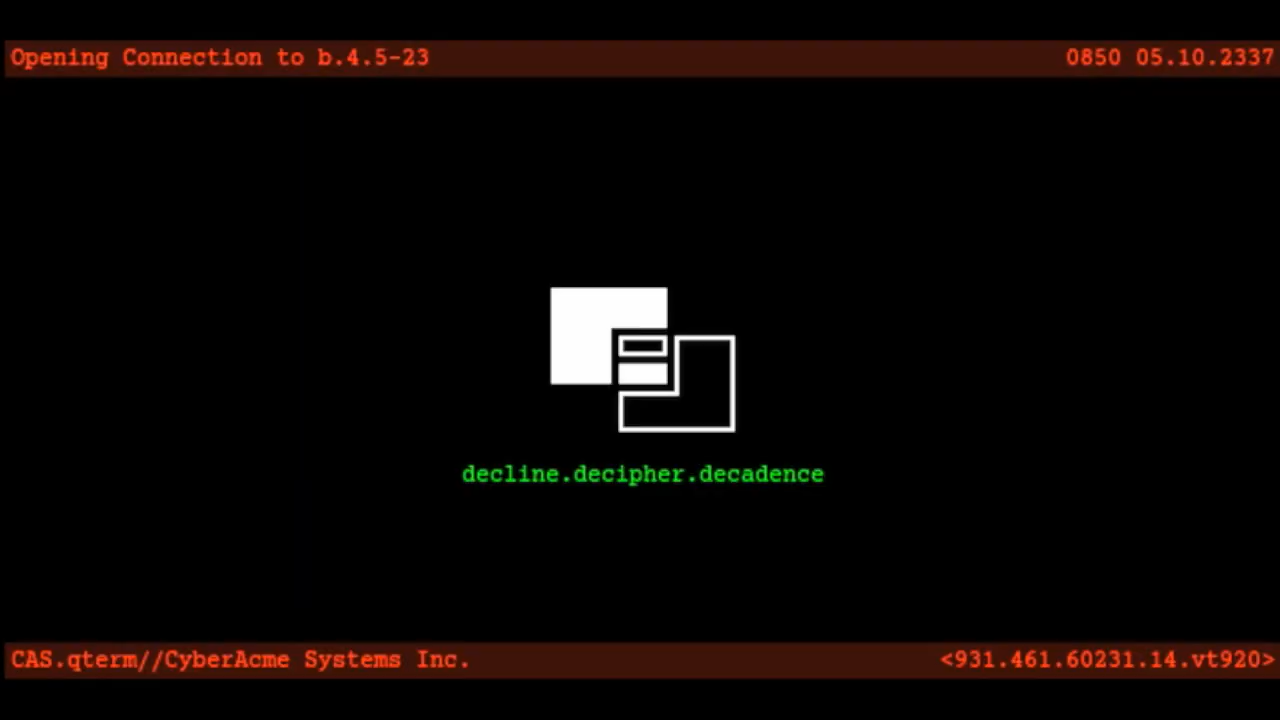 Opening Connection to b.4.5-23
0850 05.10.2337
decline.decipher.decadence
CAS.qterm//CyberAcme Systems Inc.
<931.461.60231.14.vt920>